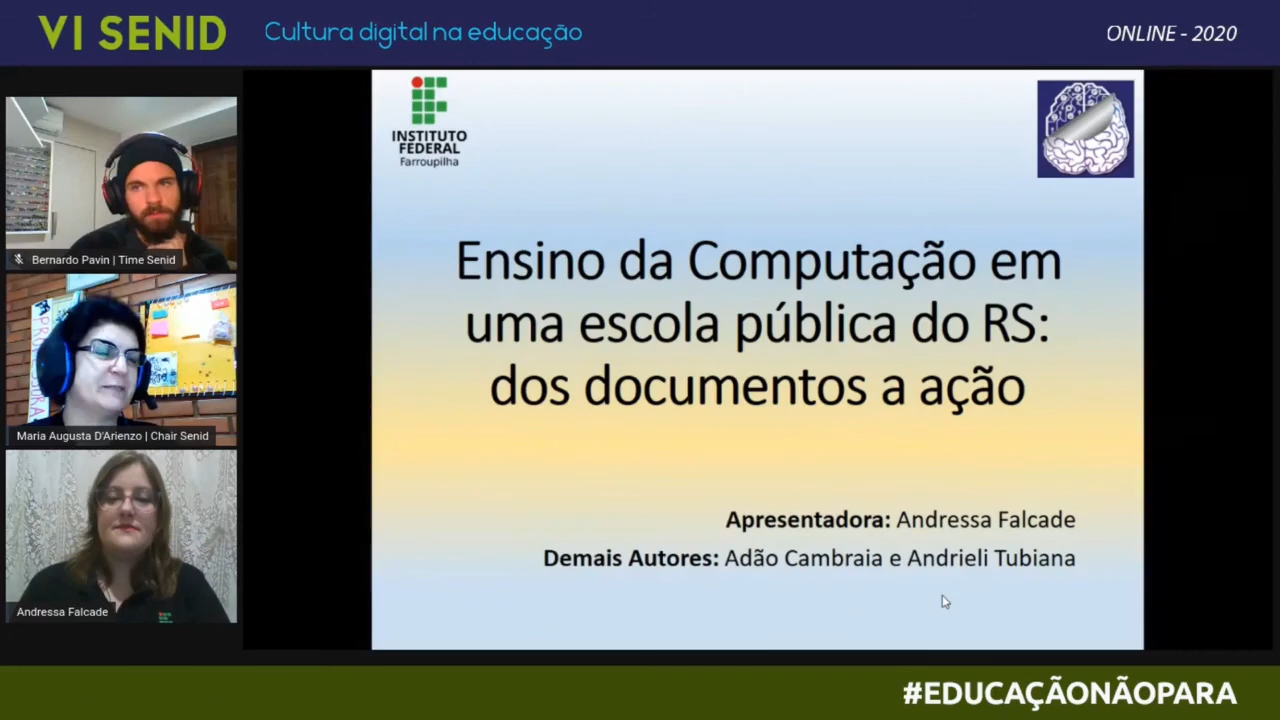 VI SENID
Cultura digital na educação
ONLINE - 2020
INSTITUTO
FEDERAL
Farroupilha
Ensino da Computação em
uma escola pública do RS:
dos documentos a ação
Apresentadora: Andressa Falcade
Demais Autores: Adão Cambraia e Andrieli Tubiana
Bernardo Pavin | Time Senid
Maria Augusta D'Arienzo | Chair Senid
Andressa Falcade
#EDUCAÇÃONÃOPARA